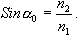 Sin α₀ = n₂/n₁.